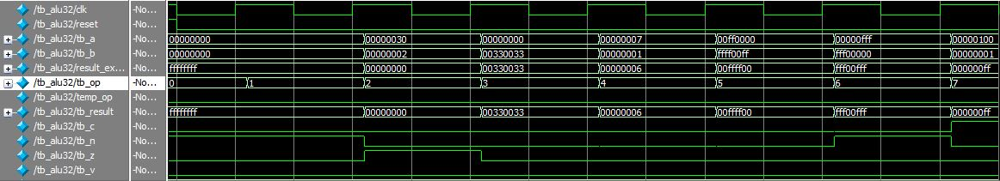 /tb_alu32/clk -No...
/tb_alu32/reset -No...
/tb_alu32/tb_a -No... 00000000 00000030 00000000 00000007 00ff0000 00000fff 00000100
/tb_alu32/tb_b -No... 00000000 00000002 00330033 00000001 ffff00ff fff00000 00000001
/tb_alu32/result_ex... -No... ffffffff 00000000 00330033 00000006 00ffff00 fff00fff 000000ff
/tb_alu32/tb_op -No... 0 1 2 3 4 5 6 7
/tb_alu32/temp_op -No...
/tb_alu32/tb_result -No... ffffffff 00000000 00330033 00000006 00ffff00 fff00fff 000000ff
/tb_alu32/tb_c -No...
/tb_alu32/tb_n -No...
/tb_alu32/tb_z -No...
/tb_alu32/tb_v -No...